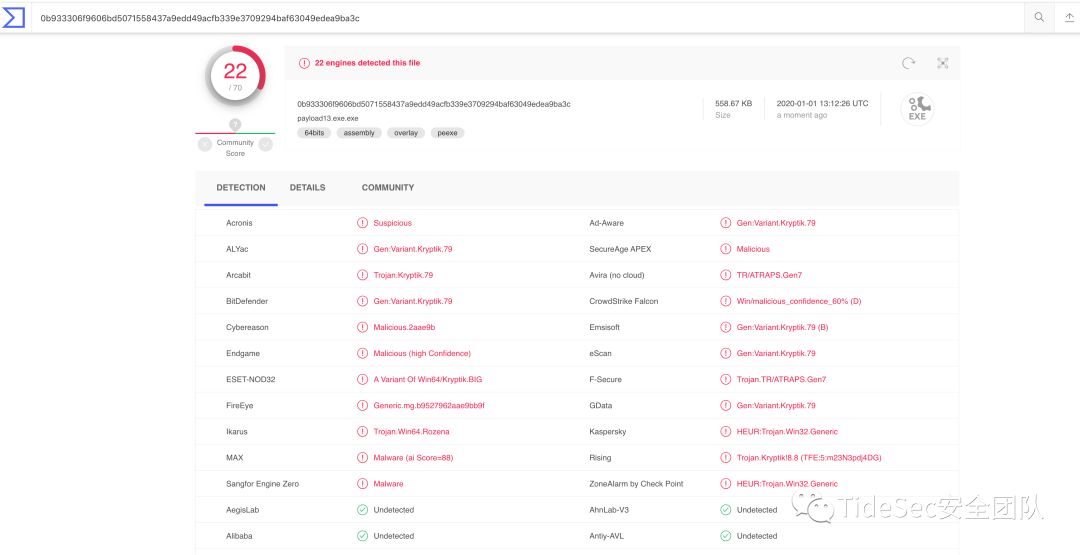 0b933306f9606bd5071558437a9edd49acfb339e3709294baf63049edea9ba3c
22
/ 70
?
Community
Score
22 engines detected this file
0b933306f9606bd5071558437a9edd49acfb339e3709294baf63049edea9ba3c
payload13.exe.exe
64bits assembly overlay peexe
558.67 KB
Size
2020-01-01 13:12:26 UTC
a moment ago
EXE
DETECTION DETAILS COMMUNITY
Acronis Suspicious Ad-Aware Gen:Variant.Kryptik.79
ALYac Gen:Variant.Kryptik.79 SecureAge APEX Malicious
Arcabit Trojan.Kryptik.79 Avira (no cloud) TR/ATRAPS.Gen7
BitDefender Gen:Variant.Kryptik.79 CrowdStrike Falcon Win/malicious_confidence_60% (D)
Cybereason Malicious.2aae9b Emsisoft Gen:Variant.Kryptik.79 (B)
Endgame Malicious (high Confidence) eScan Gen:Variant.Kryptik.79
ESET-NOD32 A Variant Of Win64/Kryptik.BIG F-Secure Trojan.TR/ATRAPS.Gen7
FireEye Generic.mg.b9527962aae9bb9f GData Gen:Variant.Kryptik.79
Ikarus Trojan.Win64.Rozena Kaspersky HEUR:Trojan.Win32.Generic
MAX Malware (ai Score=88) Rising Trojan.Kryptik!8.8 (TFE:5:m23N3pdj4DG)
Sangfor Engine Zero Malware ZoneAlarm by Check Point HEUR:Trojan.Win32.Generic
AegisLab Undetected AhnLab-V3 Undetected
Alibaba Undetected Antiy-AVL Undetected
TideSec安全团队